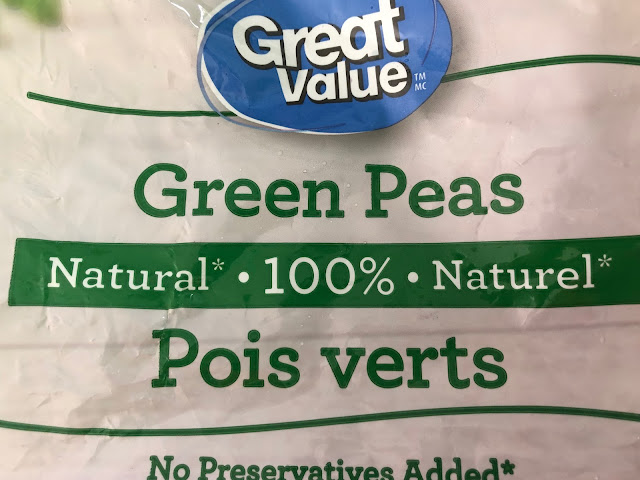 Great
Value
TM
MC
Green Peas
Natural* • 100% • Naturel*
Pois verts
No Preservatives Added*